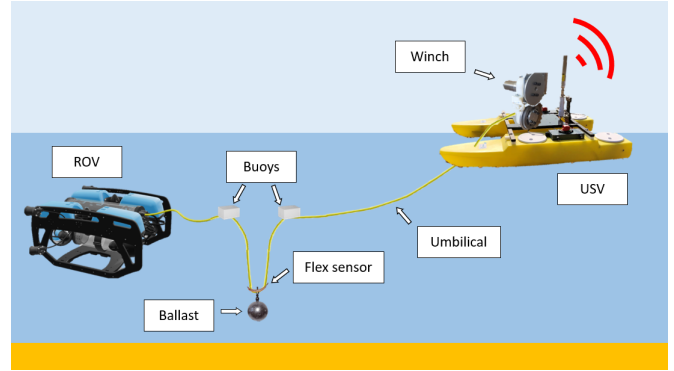 Winch
ROV
Buoys
USV
Umbilical
Flex sensor
Ballast